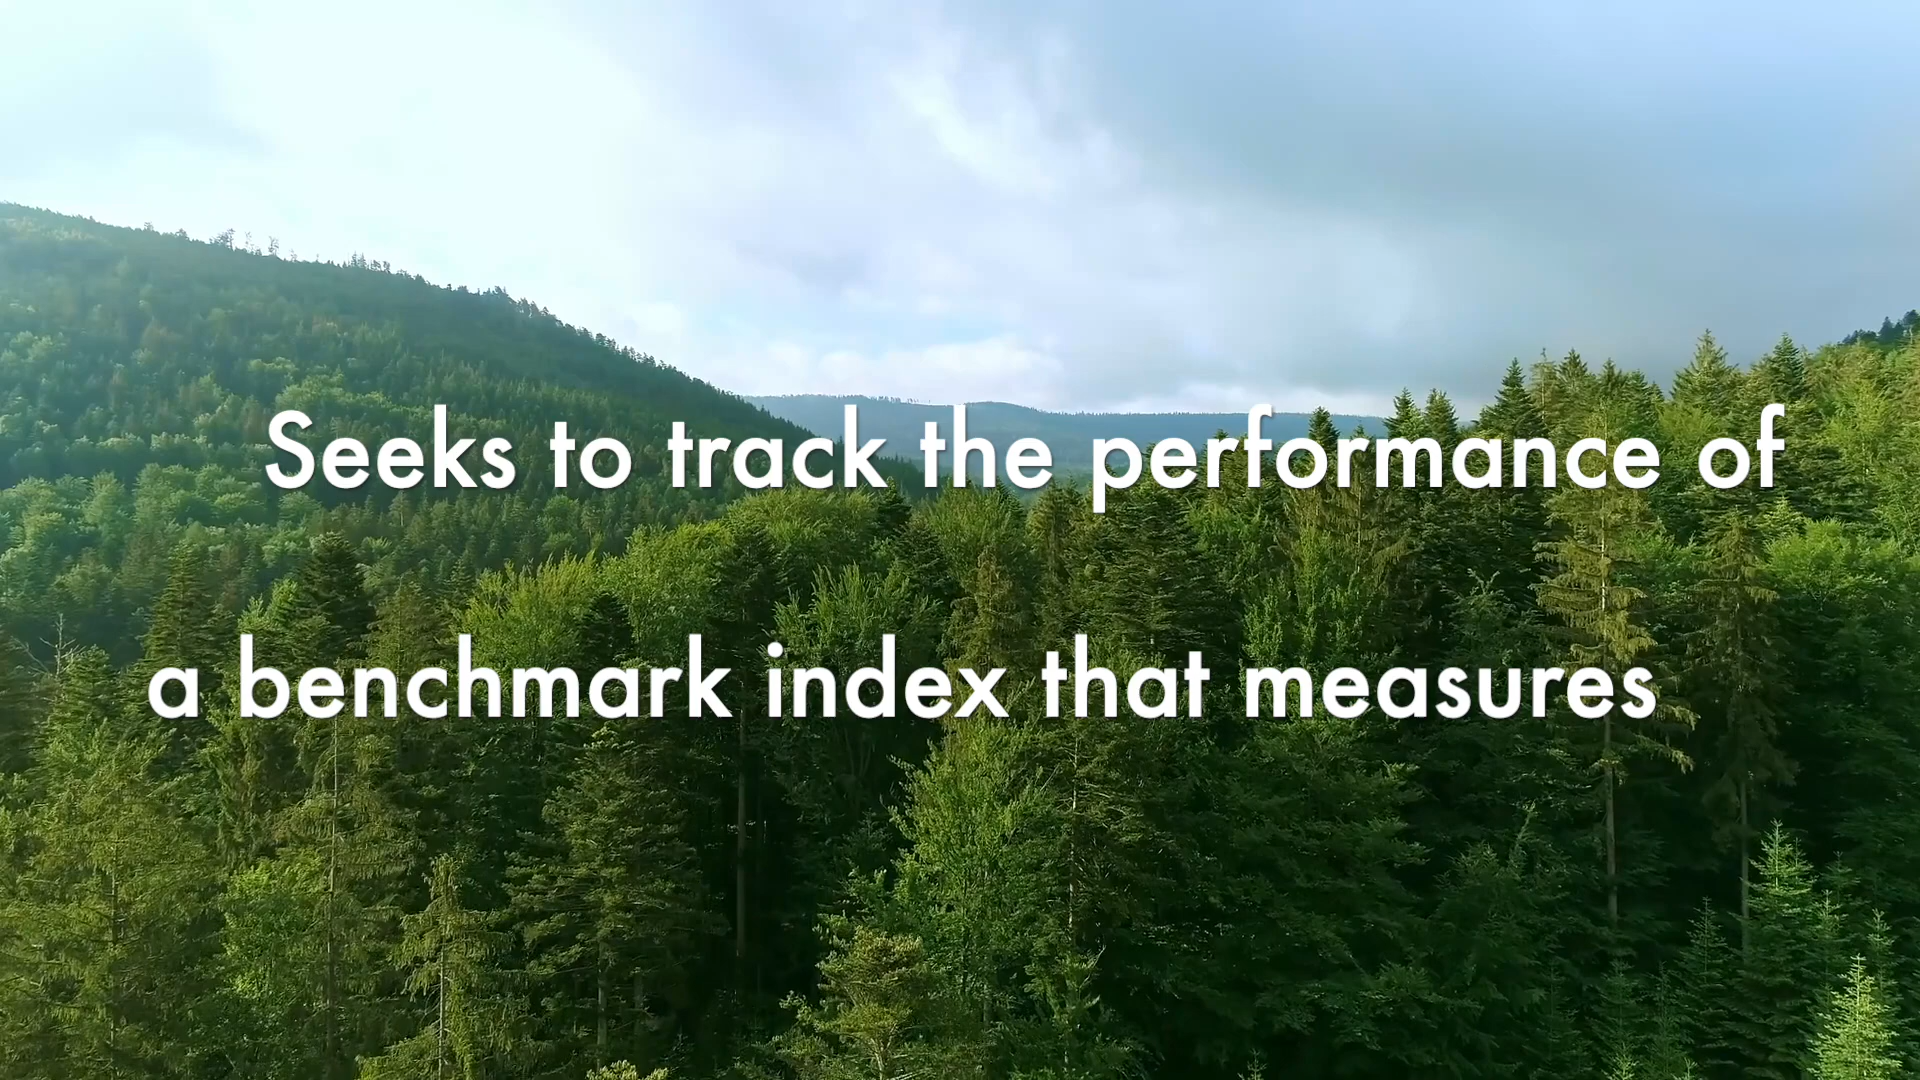 Seeks to track the performance of
a benchmark index that measures